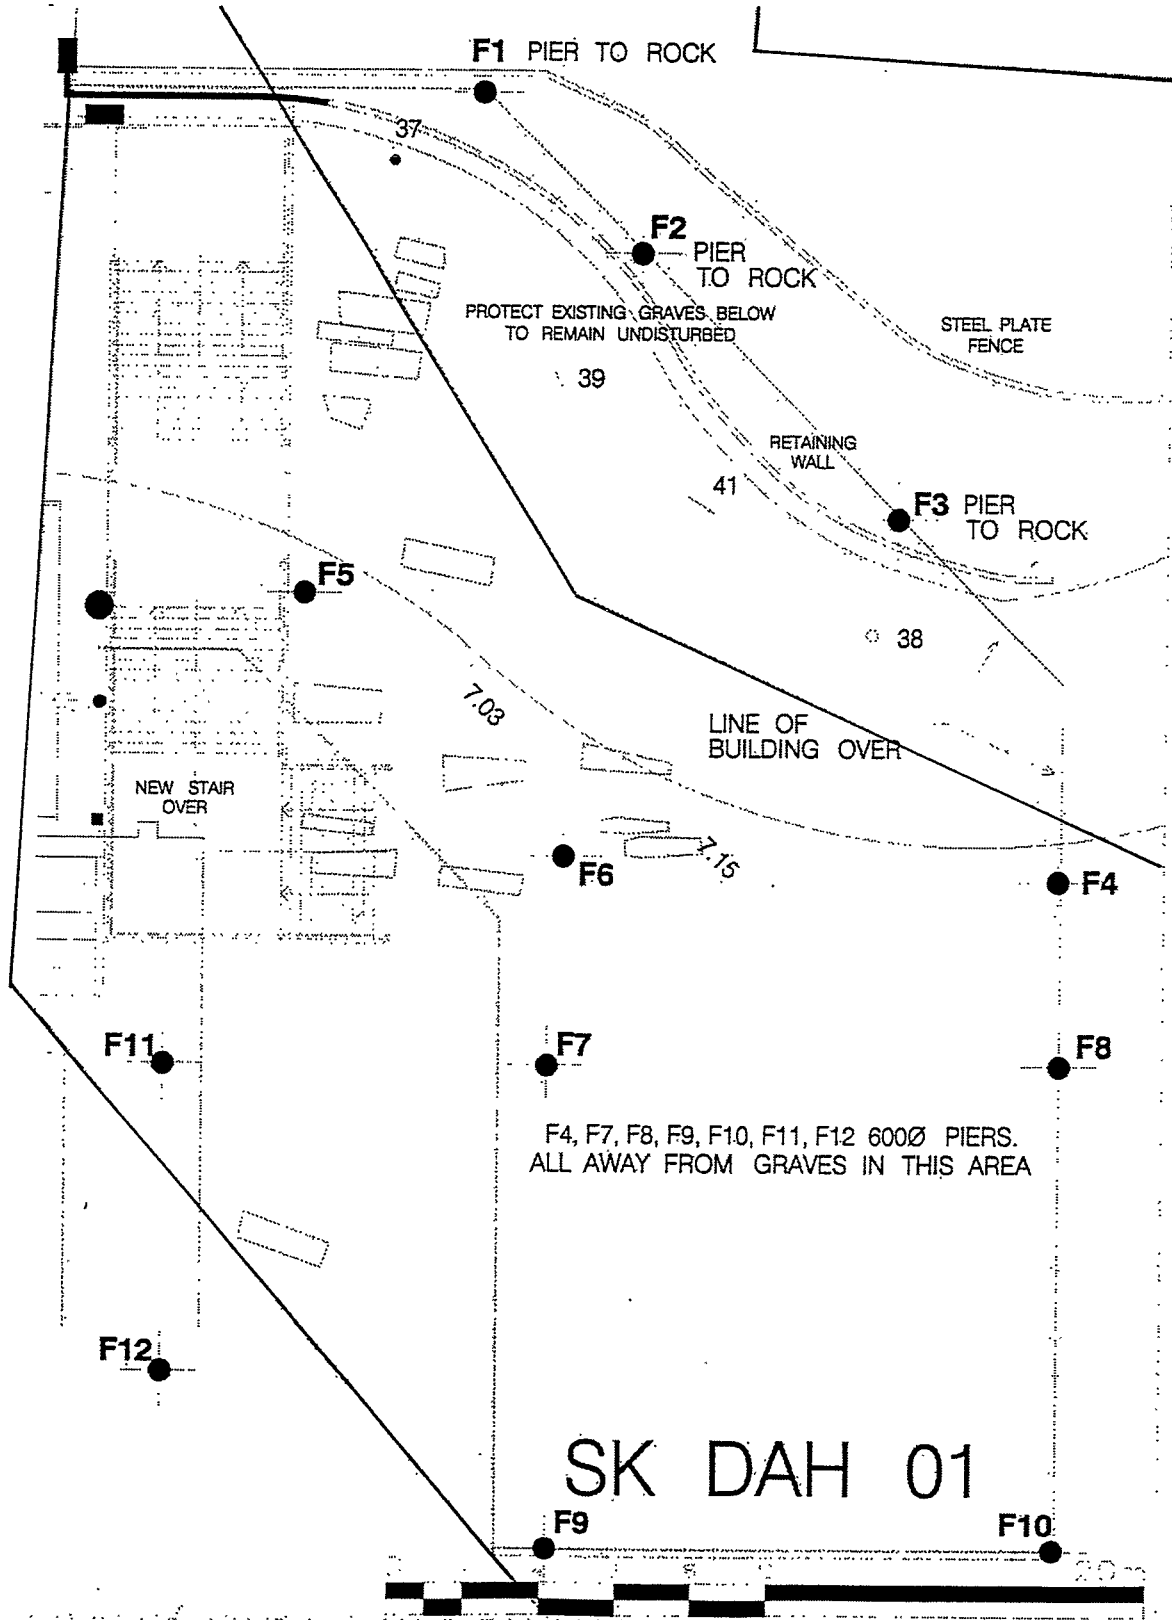 F1 PIER TO ROCK
37
F2 PIER
TO ROCK
PROTECT EXISTING GRAVES BELOW
TO REMAIN UNDISTURBED
STEEL PLATE
FENCE
39
RETAINING
WALL
41
F3 PIER
TO ROCK
F5
38
7.03
LINE OF
BUILDING OVER
NEW STAIR
OVER
7.15
F6
F4
F11
F7
F8
F4, F7, F8, F9, F10, F11, F12 600Ø PIERS.
ALL AWAY FROM GRAVES IN THIS AREA
F12
SK DAH 01
F9
F10
20m